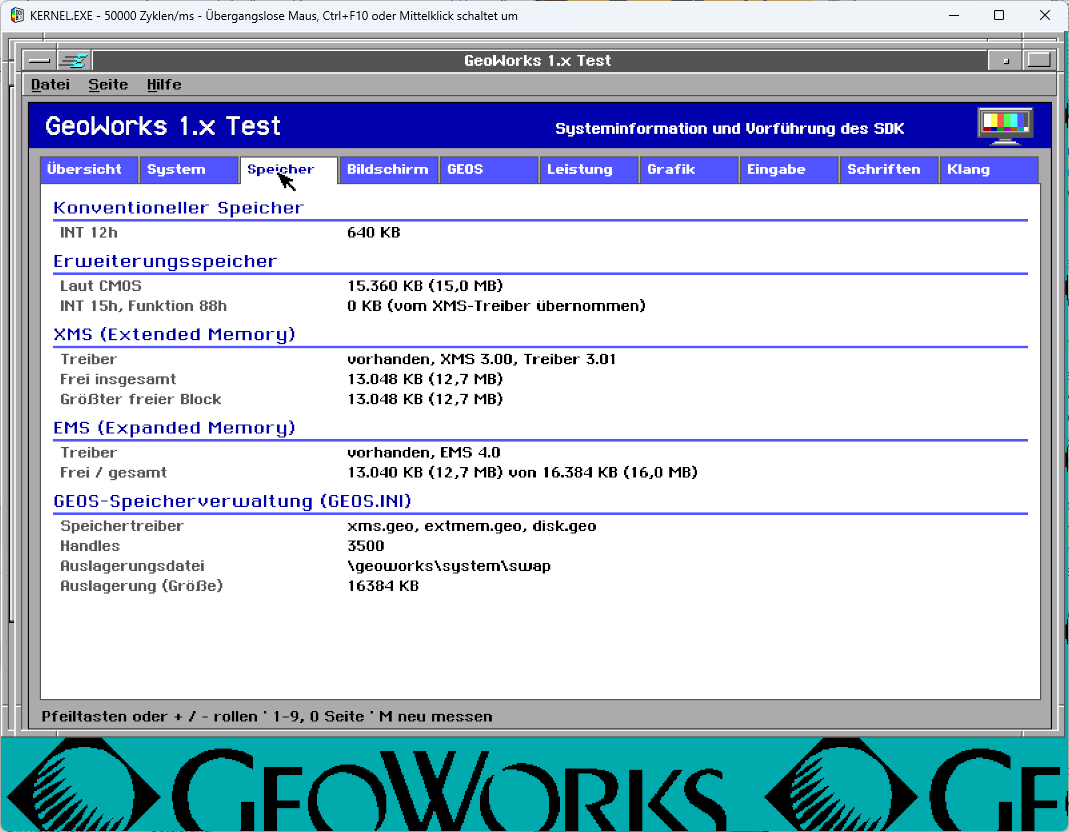 KERNEL.EXE - 50000 Zyklen/ms - Übergangslose Maus, Ctrl+F10 oder Mittelklick schaltet um
GeoWorks 1.x Test
Datei Seite Hilfe
GeoWorks 1.x Test Systeminformation und Vorführung des SDK
Übersicht System Speicher Bildschirm GEOS Leistung Grafik Eingabe Schriften Klang
Konventioneller Speicher
INT 12h 640 KB
Erweiterungsspeicher
Laut CMOS 15.360 KB (15,0 MB)
INT 15h, Funktion 88h 0 KB (vom XMS-Treiber übernommen)
XMS (Extended Memory)
Treiber vorhanden, XMS 3.00, Treiber 3.01
Frei insgesamt 13.048 KB (12,7 MB)
Größter freier Block 13.048 KB (12,7 MB)
EMS (Expanded Memory)
Treiber vorhanden, EMS 4.0
Frei / gesamt 13.040 KB (12,7 MB) von 16.384 KB (16,0 MB)
GEOS-Speicherverwaltung (GEOS.INI)
Speichertreiber xms.geo, extmem.geo, disk.geo
Handles 3500
Auslagerungsdatei \geoworks\system\swap
Auslagerung (Größe) 16384 KB
Pfeiltasten oder + / - rollen ' 1-9, 0 Seite ' M neu messen
GEOWORKS GE